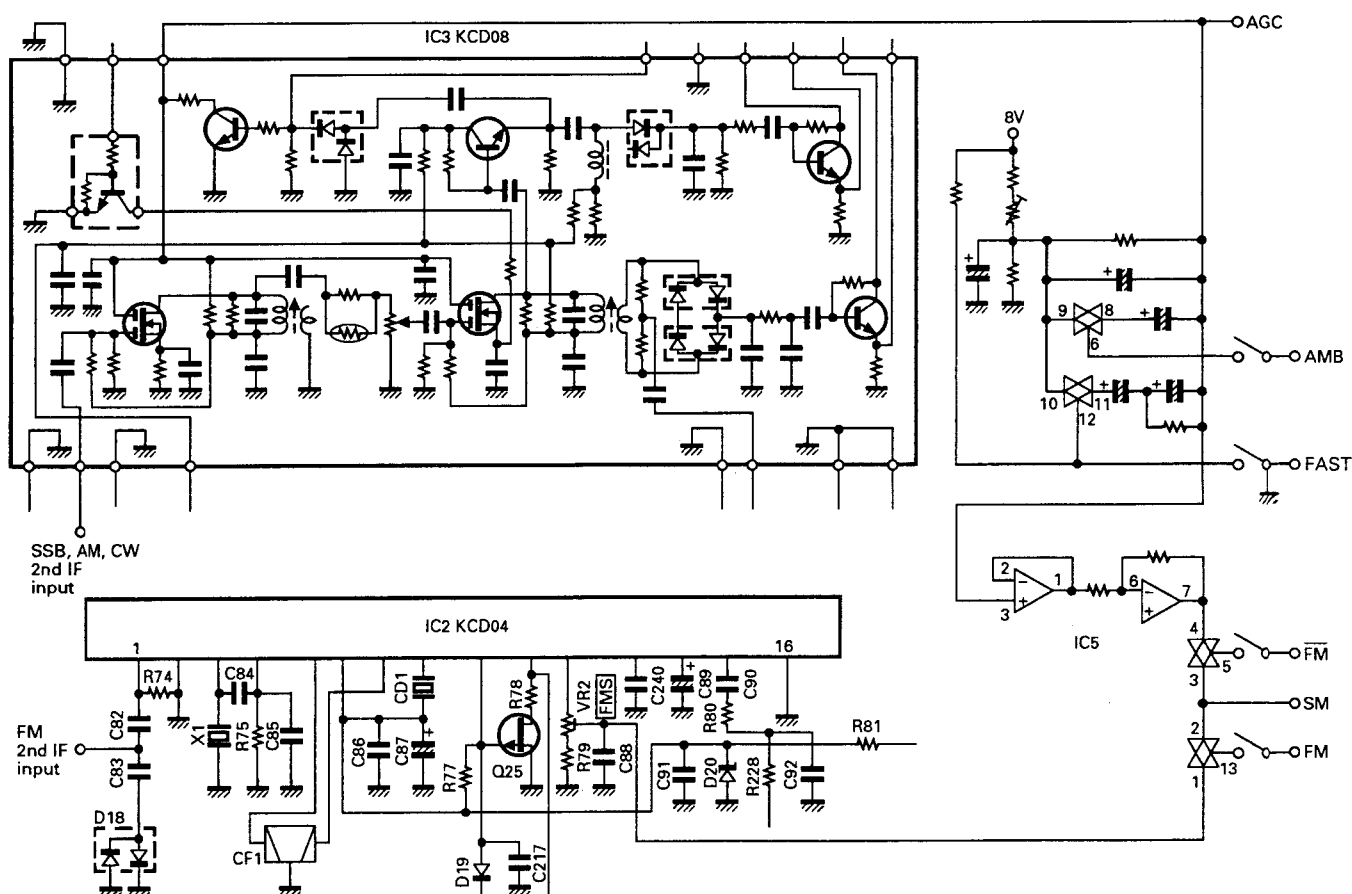 AGC
IC3 KCD08
8V
9
8
6
AMB
10
11
12
FAST
SSB, AM, CW
2nd IF
input
IC2 KCD04
1
16
2
3
1
6
7
IC5
4
5
3
FM
SM
2
13
1
FM
R74
C82
C83
FM
2nd IF
input
D18
X1
C84
R75
C85
CF1
CD1
C86
C87
R77
R78
Q25
D19
C217
VR2
FMS
R79
C88
C240
C89
C90
R80
C91
D20
R228
C92
R81
+
+
+
+
+
+
+
−
+
−
+